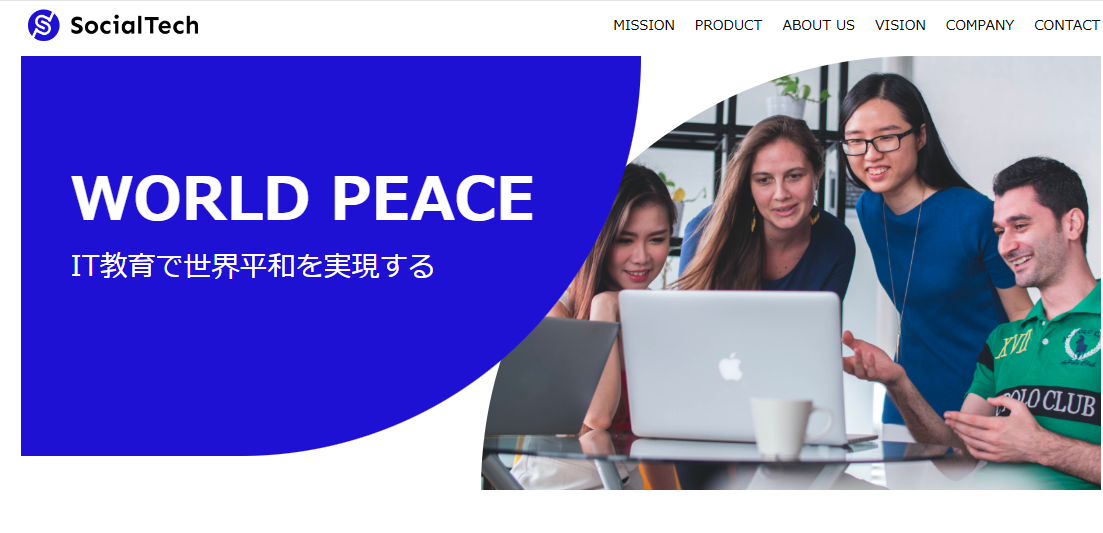 SocialTech
MISSION PRODUCT ABOUT US VISION COMPANY CONTACT
WORLD PEACE
IT教育で世界平和を実現する
XVII
POLO CLUB